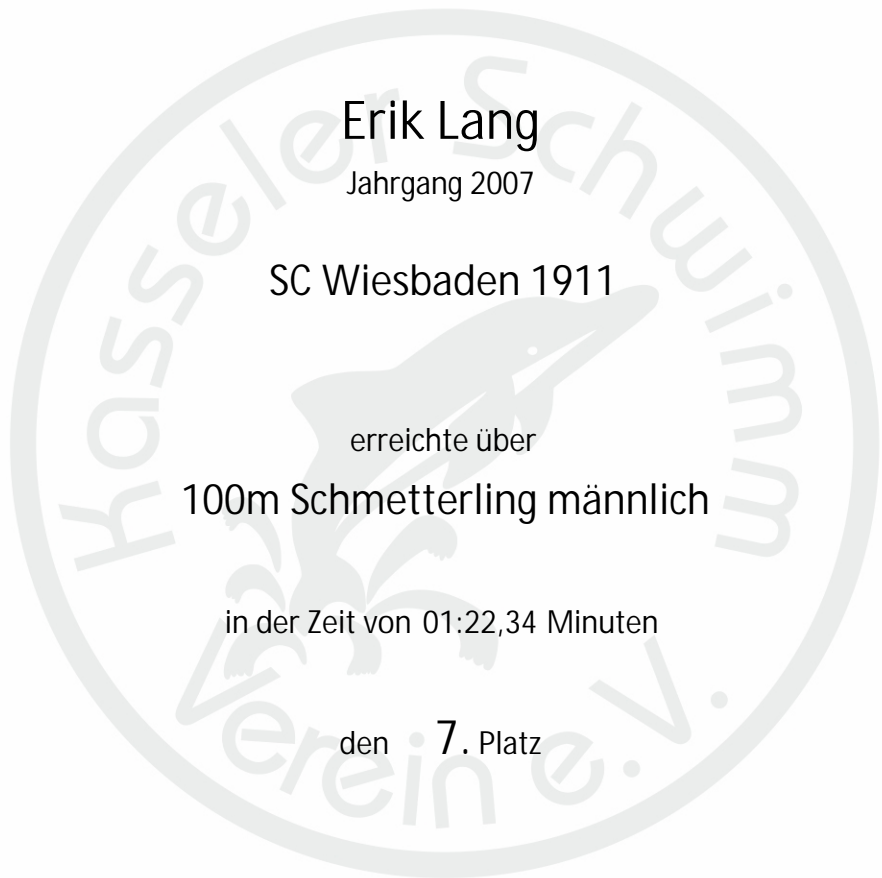 Kasseler Schwimm
Verein e.V.
Erik Lang
Jahrgang 2007
SC Wiesbaden 1911
erreichte über
100m Schmetterling männlich
in der Zeit von 01:22,34 Minuten
den 7. Platz